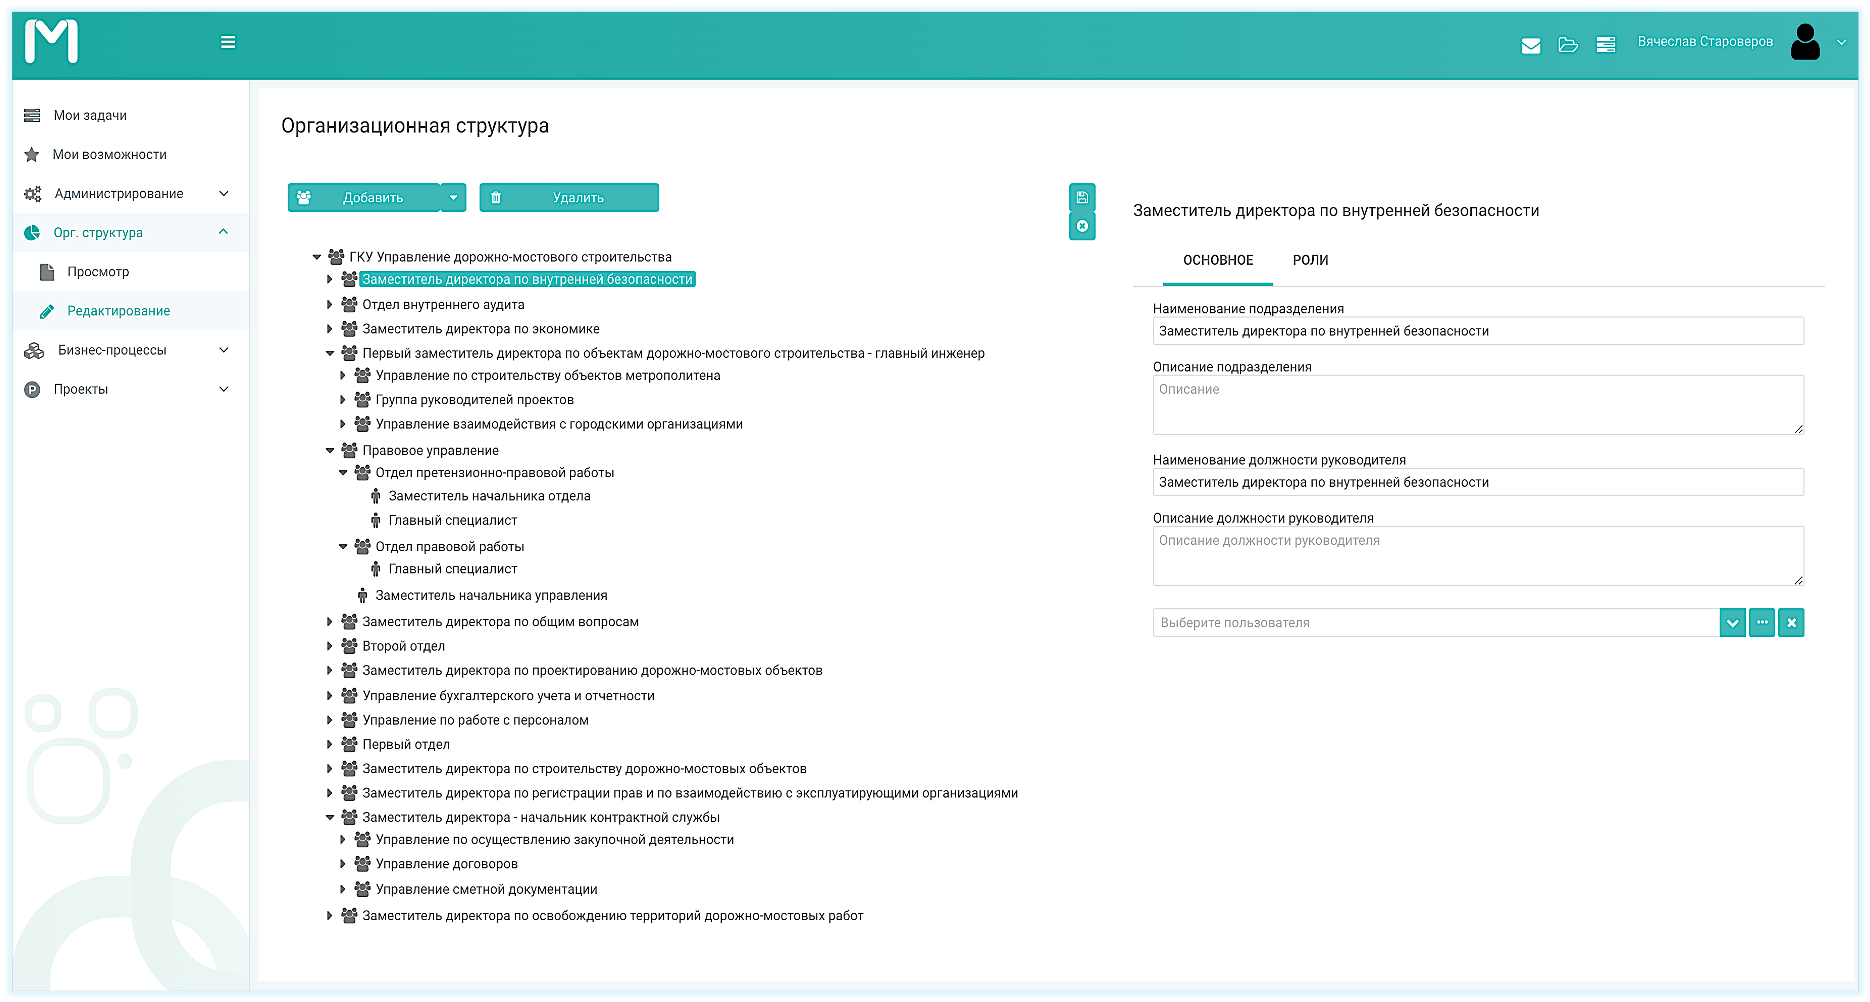 M
Вячеслав Староверов
Мои задачи
Мои возможности
Администрирование
Орг. структура
Просмотр
Редактирование
Бизнес-процессы
P Проекты
Организационная структура
Добавить
Удалить
ГКУ Управление дорожно-мостового строительства
Заместитель директора по внутренней безопасности
Отдел внутреннего аудита
Заместитель директора по экономике
Первый заместитель директора по объектам дорожно-мостового строительства - главный инженер
Управление по строительству объектов метрополитена
Группа руководителей проектов
Управление взаимодействия с городскими организациями
Правовое управление
Отдел претензионно-правовой работы
Заместитель начальника отдела
Главный специалист
Отдел правовой работы
Главный специалист
Заместитель начальника управления
Заместитель директора по общим вопросам
Второй отдел
Заместитель директора по проектированию дорожно-мостовых объектов
Управление бухгалтерского учета и отчетности
Управление по работе с персоналом
Первый отдел
Заместитель директора по строительству дорожно-мостовых объектов
Заместитель директора по регистрации прав и по взаимодействию с эксплуатирующими организациями
Заместитель директора - начальник контрактной службы
Управление по осуществлению закупочной деятельности
Управление договоров
Управление сметной документации
Заместитель директора по освобождению территорий дорожно-мостовых работ
Заместитель директора по внутренней безопасности
ОСНОВНОЕ РОЛИ
Наименование подразделения
Заместитель директора по внутренней безопасности
Описание подразделения
Описание
Наименование должности руководителя
Заместитель директора по внутренней безопасности
Описание должности руководителя
Описание должности руководителя
Выберите пользователя